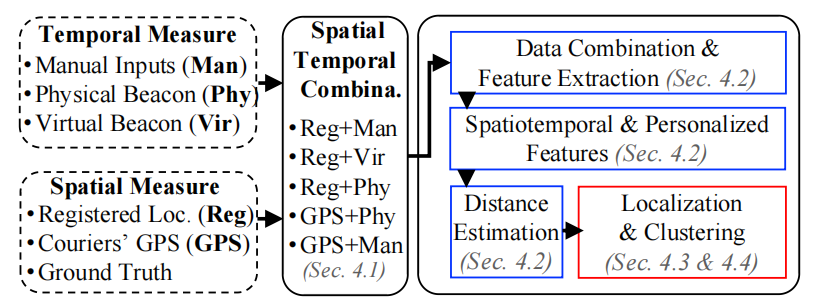 Temporal Measure
•Manual Inputs (Man)
•Physical Beacon (Phy)
•Virtual Beacon (Vir)
Spatial Measure
•Registered Loc. (Reg)
•Couriers' GPS (GPS)
•Ground Truth
Spatial
Temporal
Combina.
•Reg+Man
•Reg+Vir
•Reg+Phy
•GPS+Phy
•GPS+Man
(Sec. 4.1)
Data Combination &
Feature Extraction (Sec. 4.2)
Spatiotemporal & Personalized
Features (Sec. 4.2)
Distance
Estimation
(Sec. 4.2)
Localization
& Clustering
(Sec. 4.3 & 4.4)